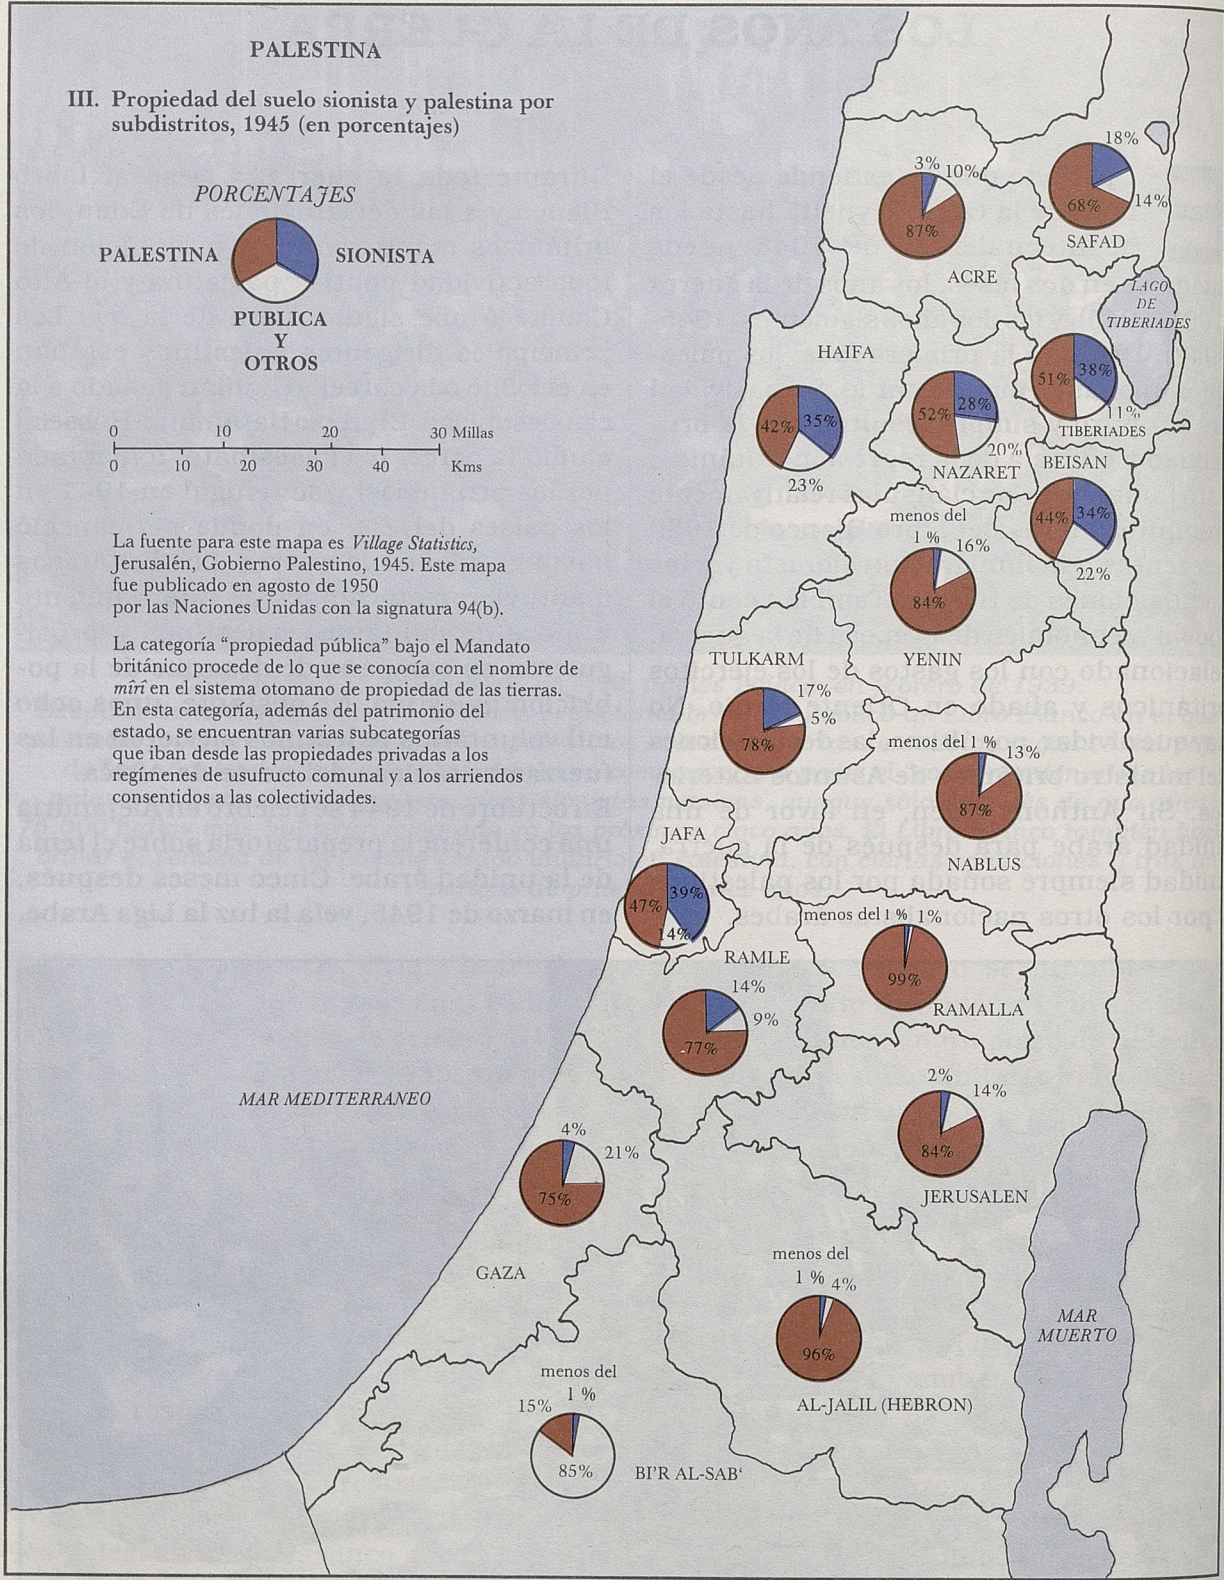 PALESTINA
III. Propiedad del suelo sionista y palestina por
subdistritos, 1945 (en porcentajes)
PORCENTAJES
PALESTINA
SIONISTA
PUBLICA
Y
OTROS
0 10 20 30 Millas
0 10 20 30 40 Kms
La fuente para este mapa es Village Statistics,
Jerusalén, Gobierno Palestino, 1945. Este mapa
fue publicado en agosto de 1950
por las Naciones Unidas con la signatura 94(b).
La categoría “propiedad pública” bajo el Mandato
británico procede de lo que se conocía con el nombre de
mîrî en el sistema otomano de propiedad de las tierras.
En esta categoría, además del patrimonio del
estado, se encuentran varias subcategorías
que iban desde las propiedades privadas a los
regímenes de usufructo comunal y a los arriendos
consentidos a las colectividades.
18%
14%
68%
SAFAD
3%
10%
87%
ACRE
LAGO
DE
TIBERIADES
HAIFA
42%
35%
23%
52%
28%
20%
NAZARET
51%
38%
11%
TIBERIADES
BEISAN
44%
34%
22%
menos del
1 %
16%
84%
YENIN
TULKARM
17%
5%
78%
menos del 1 %
13%
87%
NABLUS
JAFA
47%
39%
14%
menos del 1 %
1%
99%
RAMALLA
RAMLE
14%
9%
77%
MAR MEDITERRANEO
2%
14%
84%
JERUSALEN
4%
21%
75%
GAZA
menos del
1 %
4%
96%
AL-JALIL (HEBRON)
MAR
MUERTO
menos del
1 %
15%
85%
BI’R AL-SAB‘